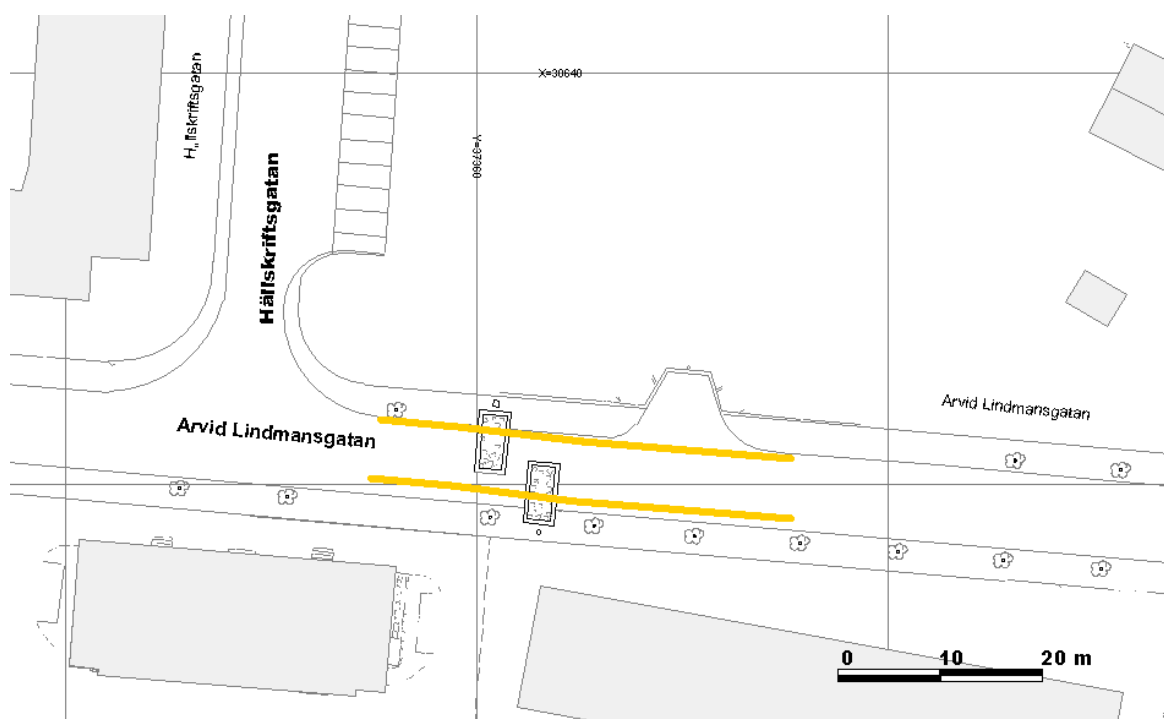 X=30640
H„llskriftsgatan
Y=37360
Hällskriftsgatan
Arvid Lindmansgatan
Arvid Lindmansgatan
0 10 20 m